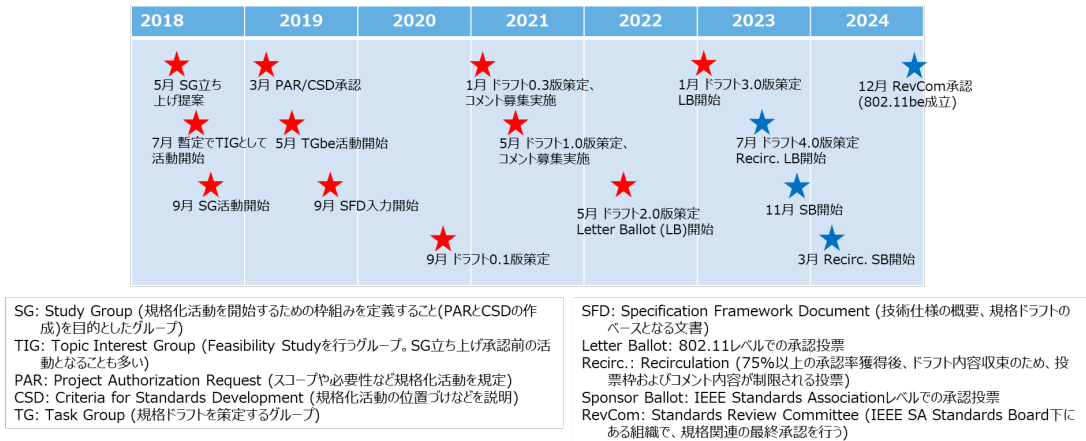 2018 2019 2020 2021 2022 2023 2024
5月 SG立ち
上げ提案
7月 暫定でTIGとして
活動開始
9月 SG活動開始
3月 PAR/CSD承認
5月 TGbe活動開始
9月 SFD入力開始
9月 ドラフト0.1版策定
1月 ドラフト0.3版策定、
コメント募集実施
5月 ドラフト1.0版策定、
コメント募集実施
5月 ドラフト2.0版策定
Letter Ballot (LB)開始
1月 ドラフト3.0版策定
LB開始
7月 ドラフト4.0版策定
Recirc. LB開始
11月 SB開始
3月 Recirc. SB開始
12月 RevCom承認
(802.11be成立)
SG: Study Group (規格化活動を開始するための枠組みを定義すること(PARとCSDの作
成)を目的としたグループ)
TIG: Topic Interest Group (Feasibility Studyを行うグループ。SG立ち上げ承認前の活
動となることも多い)
PAR: Project Authorization Request (スコープや必要性など規格化活動を規定)
CSD: Criteria for Standards Development (規格化活動の位置づけなどを説明)
TG: Task Group (規格ドラフトを策定するグループ)
SFD: Specification Framework Document (技術仕様の概要、規格ドラフトの
ベースとなる文書)
Letter Ballot: 802.11レベルでの承認投票
Recirc.: Recirculation (75%以上の承認率獲得後、ドラフト内容収束のため、投
票枠およびコメント内容が制限される投票)
Sponsor Ballot: IEEE Standards Associationレベルでの承認投票
RevCom: Standards Review Committee (IEEE SA Standards Board下に
ある組織で、規格関連の最終承認を行う)